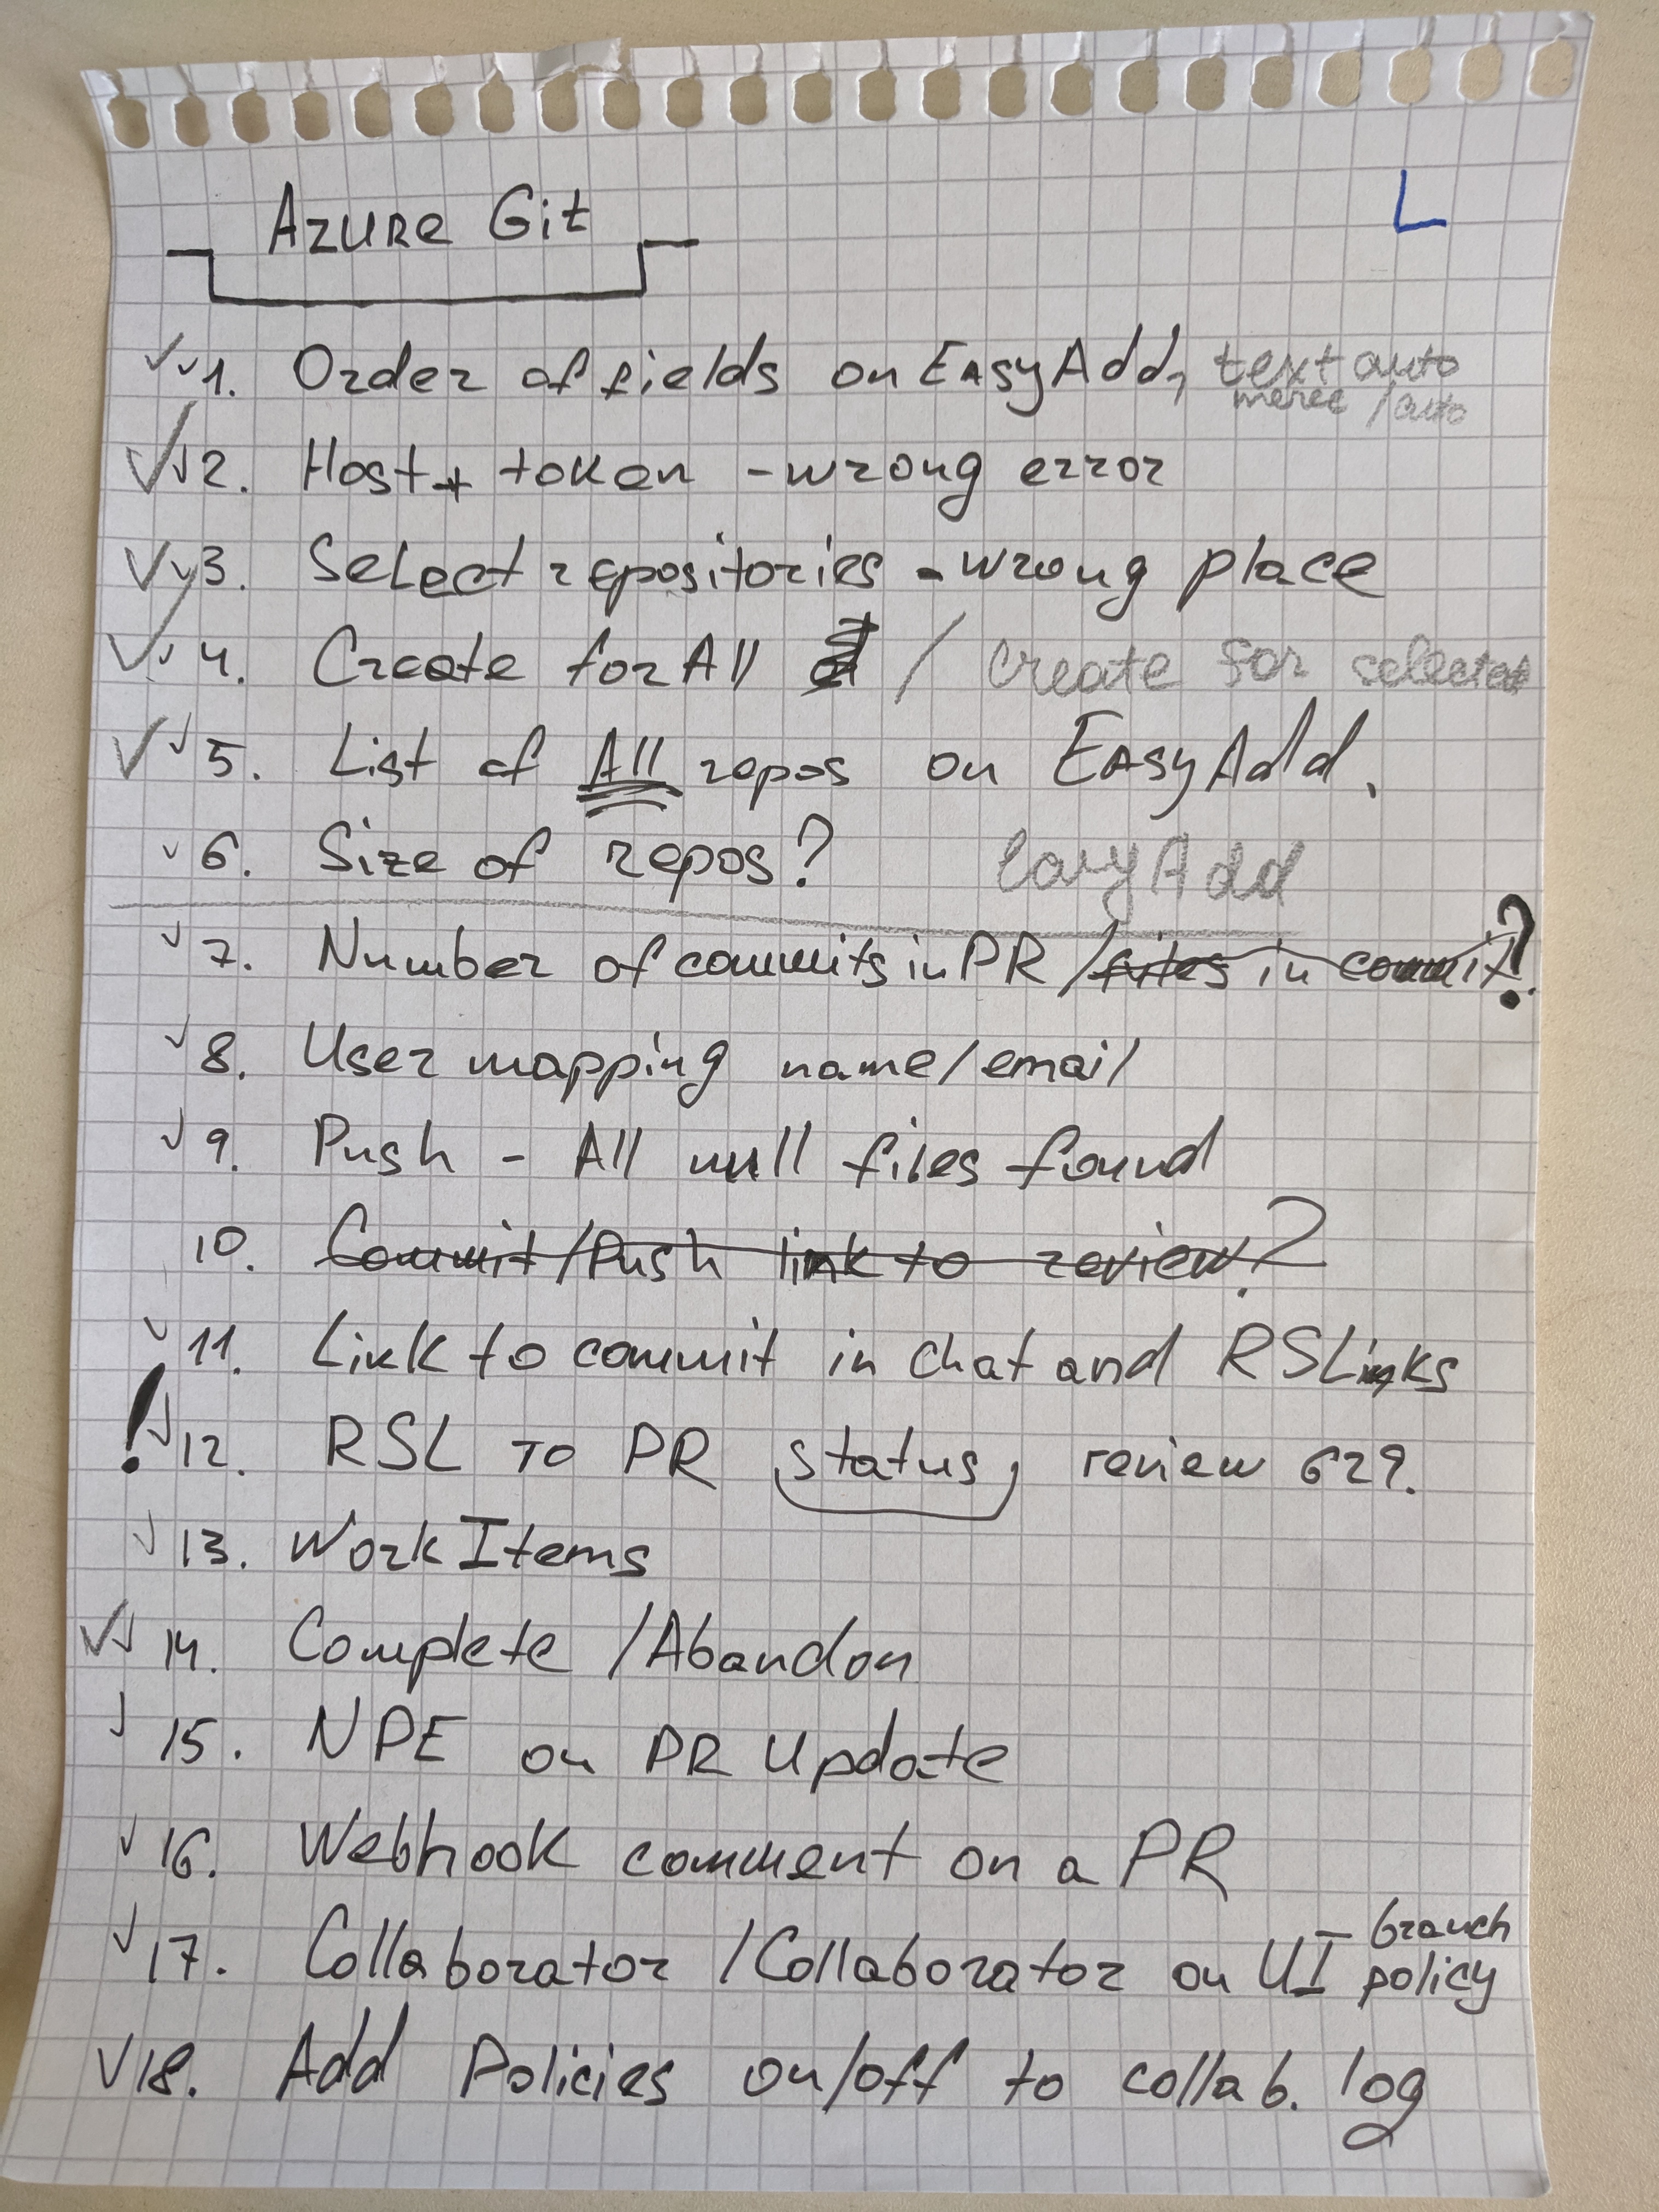 Azure Git
L
✓✓1. Order of fields on EasyAdd, text auto
/auto
✓✓2. Host + token - wrong error
✓✓3. Select repositories - wrong place
✓✓4. Create for All / Create for selected
✓✓5. List of All repos on EasyAdd.
✓6. Size of repos? EasyAdd
✓7. Number of commits in PR / files in commit?
✓8. User mapping name/email
✓9. Push - All null files found
10. Commit/Push link to review?
✓11. Link to commit in chat and RSLinks
! ✓12. RSL TO PR status, review 629.
✓13. WorkItems
✓✓14. Complete / Abandon
✓15. NPE on PR Update
✓16. Webhook comment on a PR
✓17. Collaborator / Collaborator on UI - branch policy
✓18. Add Policies on/off to collab. log